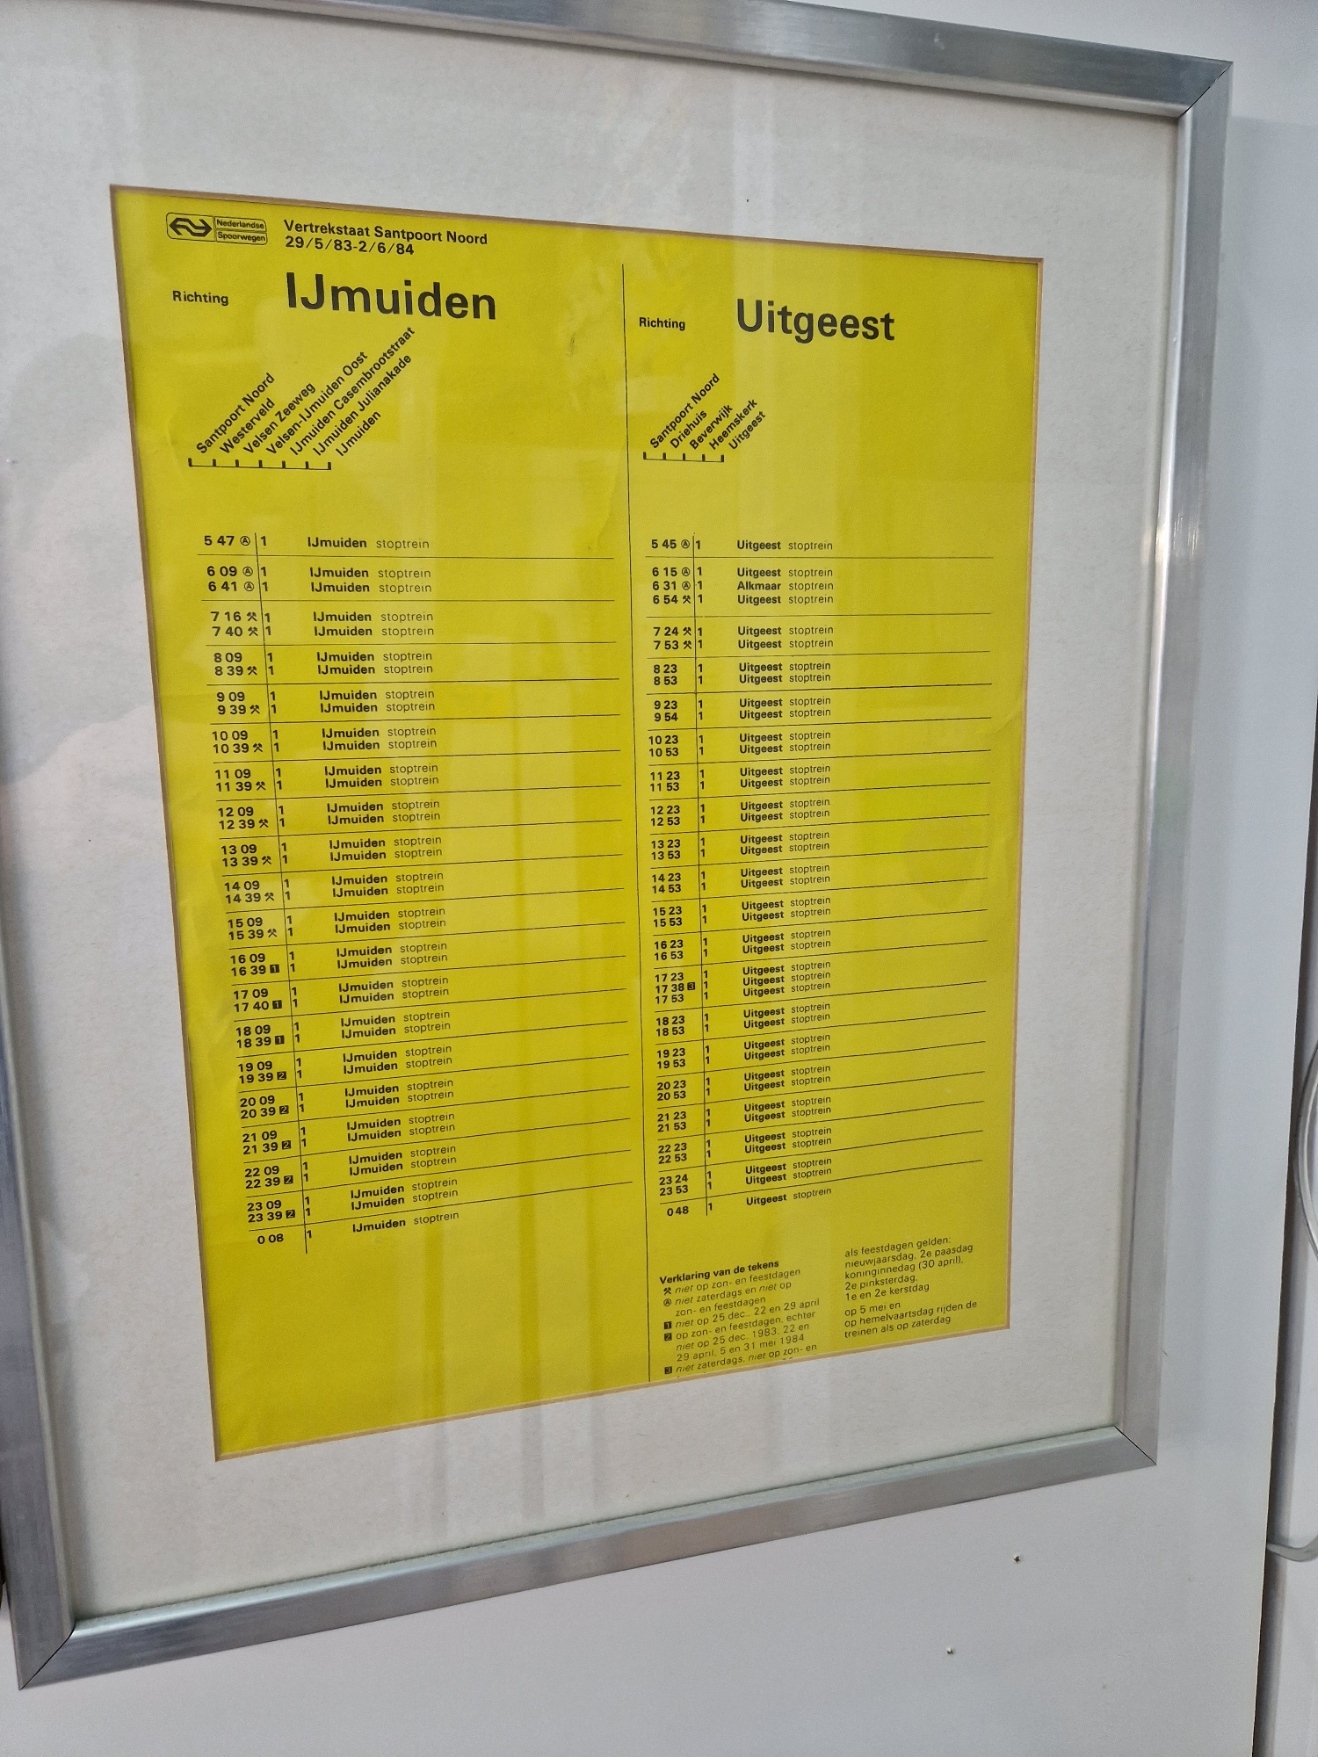 Nederlandse
Spoorwegen
Vertrekstaat Santpoort Noord
29/5/83-2/6/84
Richting IJmuiden
Santpoort Noord
Westerveld
Velsen Zeeweg
Velsen-IJmuiden Oost
IJmuiden Casembrootstraat
IJmuiden Julianakade
IJmuiden
5 47 Ⓐ 1 IJmuiden stoptrein
6 09 Ⓐ 1 IJmuiden stoptrein
6 41 Ⓐ 1 IJmuiden stoptrein
7 16 ⚒ 1 IJmuiden stoptrein
7 40 ⚒ 1 IJmuiden stoptrein
8 09 1 IJmuiden stoptrein
8 39 ⚒ 1 IJmuiden stoptrein
9 09 1 IJmuiden stoptrein
9 39 ⚒ 1 IJmuiden stoptrein
10 09 1 IJmuiden stoptrein
10 39 ⚒ 1 IJmuiden stoptrein
11 09 1 IJmuiden stoptrein
11 39 ⚒ 1 IJmuiden stoptrein
12 09 1 IJmuiden stoptrein
12 39 ⚒ 1 IJmuiden stoptrein
13 09 1 IJmuiden stoptrein
13 39 ⚒ 1 IJmuiden stoptrein
14 09 1 IJmuiden stoptrein
14 39 ⚒ 1 IJmuiden stoptrein
15 09 1 IJmuiden stoptrein
15 39 ⚒ 1 IJmuiden stoptrein
16 09 1 IJmuiden stoptrein
16 39 1 1 IJmuiden stoptrein
17 09 1 IJmuiden stoptrein
17 40 1 1 IJmuiden stoptrein
18 09 1 IJmuiden stoptrein
18 39 1 1 IJmuiden stoptrein
19 09 1 IJmuiden stoptrein
19 39 2 1 IJmuiden stoptrein
20 09 1 IJmuiden stoptrein
20 39 2 1 IJmuiden stoptrein
21 09 1 IJmuiden stoptrein
21 39 2 1 IJmuiden stoptrein
22 09 1 IJmuiden stoptrein
22 39 2 1 IJmuiden stoptrein
23 09 1 IJmuiden stoptrein
23 39 2 1 IJmuiden stoptrein
0 08 1 IJmuiden stoptrein
Richting Uitgeest
Santpoort Noord
Driehuis
Beverwijk
Heemskerk
Uitgeest
5 45 Ⓐ 1 Uitgeest stoptrein
6 15 Ⓐ 1 Uitgeest stoptrein
6 31 Ⓐ 1 Alkmaar stoptrein
6 54 ⚒ 1 Uitgeest stoptrein
7 24 ⚒ 1 Uitgeest stoptrein
7 53 ⚒ 1 Uitgeest stoptrein
8 23 1 Uitgeest stoptrein
8 53 1 Uitgeest stoptrein
9 23 1 Uitgeest stoptrein
9 54 1 Uitgeest stoptrein
10 23 1 Uitgeest stoptrein
10 53 1 Uitgeest stoptrein
11 23 1 Uitgeest stoptrein
11 53 1 Uitgeest stoptrein
12 23 1 Uitgeest stoptrein
12 53 1 Uitgeest stoptrein
13 23 1 Uitgeest stoptrein
13 53 1 Uitgeest stoptrein
14 23 1 Uitgeest stoptrein
14 53 1 Uitgeest stoptrein
15 23 1 Uitgeest stoptrein
15 53 1 Uitgeest stoptrein
16 23 1 Uitgeest stoptrein
16 53 1 Uitgeest stoptrein
17 23 1 Uitgeest stoptrein
17 38 3 1 Uitgeest stoptrein
17 53 1 Uitgeest stoptrein
18 23 1 Uitgeest stoptrein
18 53 1 Uitgeest stoptrein
19 23 1 Uitgeest stoptrein
19 53 1 Uitgeest stoptrein
20 23 1 Uitgeest stoptrein
20 53 1 Uitgeest stoptrein
21 23 1 Uitgeest stoptrein
21 53 1 Uitgeest stoptrein
22 23 1 Uitgeest stoptrein
22 53 1 Uitgeest stoptrein
23 24 1 Uitgeest stoptrein
23 53 1 Uitgeest stoptrein
0 48 1 Uitgeest stoptrein
Verklaring van de tekens
⚒ niet op zon- en feestdagen
Ⓐ niet zaterdags en niet op
zon- en feestdagen
1 niet op 25 dec., 22 en 29 april
2 op zon- en feestdagen, echter
niet op 25 dec. 1983, 22 en
29 april, 5 en 31 mei 1984
3 niet zaterdags, niet op zon- en
als feestdagen gelden:
nieuwjaarsdag, 2e paasdag
koninginnedag (30 april),
2e pinksterdag,
1e en 2e kerstdag
op 5 mei en
op hemelvaartsdag rijden de
treinen als op zaterdag